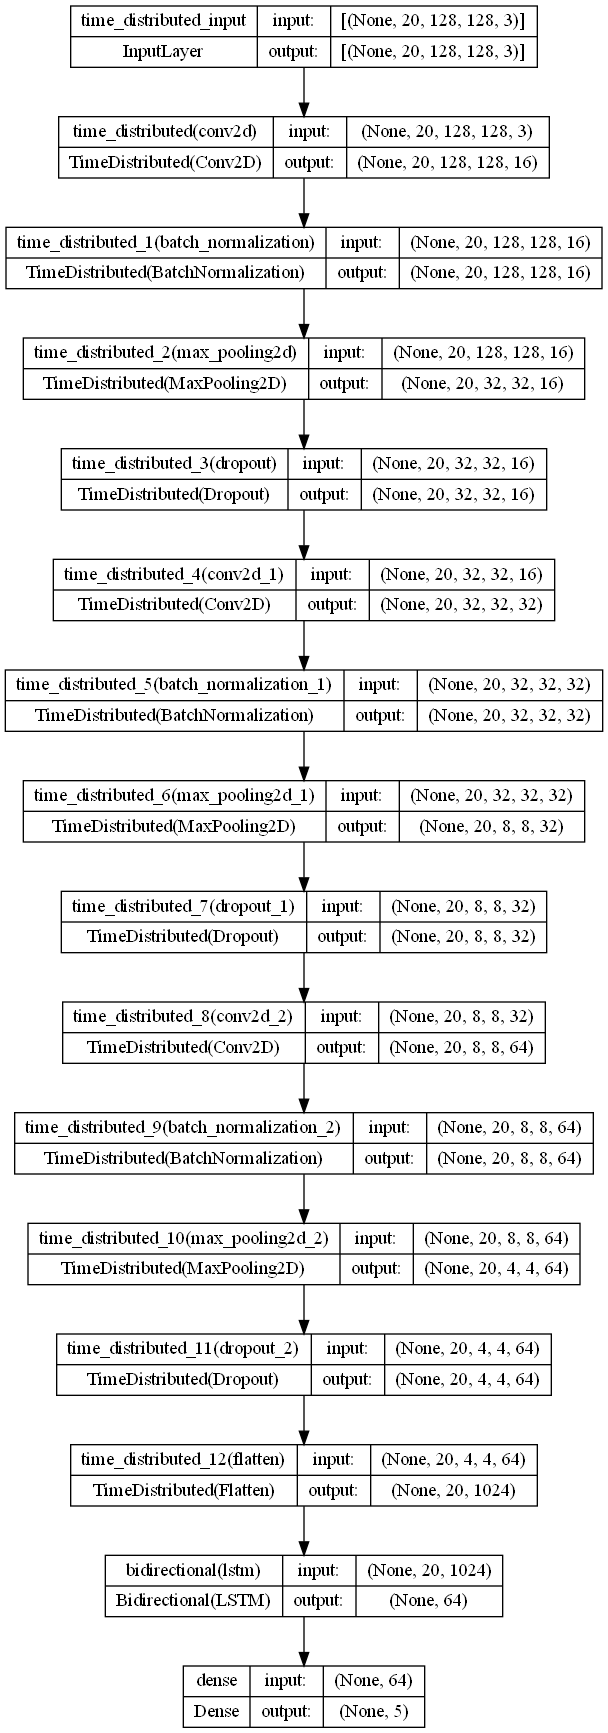 time_distributed_input input: [(None, 20, 128, 128, 3)]
InputLayer output: [(None, 20, 128, 128, 3)]
time_distributed(conv2d) input: (None, 20, 128, 128, 3)
TimeDistributed(Conv2D) output: (None, 20, 128, 128, 16)
time_distributed_1(batch_normalization) input: (None, 20, 128, 128, 16)
TimeDistributed(BatchNormalization) output: (None, 20, 128, 128, 16)
time_distributed_2(max_pooling2d) input: (None, 20, 128, 128, 16)
TimeDistributed(MaxPooling2D) output: (None, 20, 32, 32, 16)
time_distributed_3(dropout) input: (None, 20, 32, 32, 16)
TimeDistributed(Dropout) output: (None, 20, 32, 32, 16)
time_distributed_4(conv2d_1) input: (None, 20, 32, 32, 16)
TimeDistributed(Conv2D) output: (None, 20, 32, 32, 32)
time_distributed_5(batch_normalization_1) input: (None, 20, 32, 32, 32)
TimeDistributed(BatchNormalization) output: (None, 20, 32, 32, 32)
time_distributed_6(max_pooling2d_1) input: (None, 20, 32, 32, 32)
TimeDistributed(MaxPooling2D) output: (None, 20, 8, 8, 32)
time_distributed_7(dropout_1) input: (None, 20, 8, 8, 32)
TimeDistributed(Dropout) output: (None, 20, 8, 8, 32)
time_distributed_8(conv2d_2) input: (None, 20, 8, 8, 32)
TimeDistributed(Conv2D) output: (None, 20, 8, 8, 64)
time_distributed_9(batch_normalization_2) input: (None, 20, 8, 8, 64)
TimeDistributed(BatchNormalization) output: (None, 20, 8, 8, 64)
time_distributed_10(max_pooling2d_2) input: (None, 20, 8, 8, 64)
TimeDistributed(MaxPooling2D) output: (None, 20, 4, 4, 64)
time_distributed_11(dropout_2) input: (None, 20, 4, 4, 64)
TimeDistributed(Dropout) output: (None, 20, 4, 4, 64)
time_distributed_12(flatten) input: (None, 20, 4, 4, 64)
TimeDistributed(Flatten) output: (None, 20, 1024)
bidirectional(lstm) input: (None, 20, 1024)
Bidirectional(LSTM) output: (None, 64)
dense input: (None, 64)
Dense output: (None, 5)